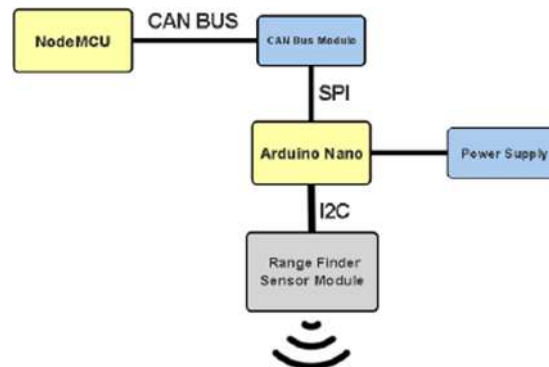 CAN BUS
NodeMCU
CAN Bus Module
SPI
Arduino Nano
Power Supply
I2C
Range Finder
Sensor Module